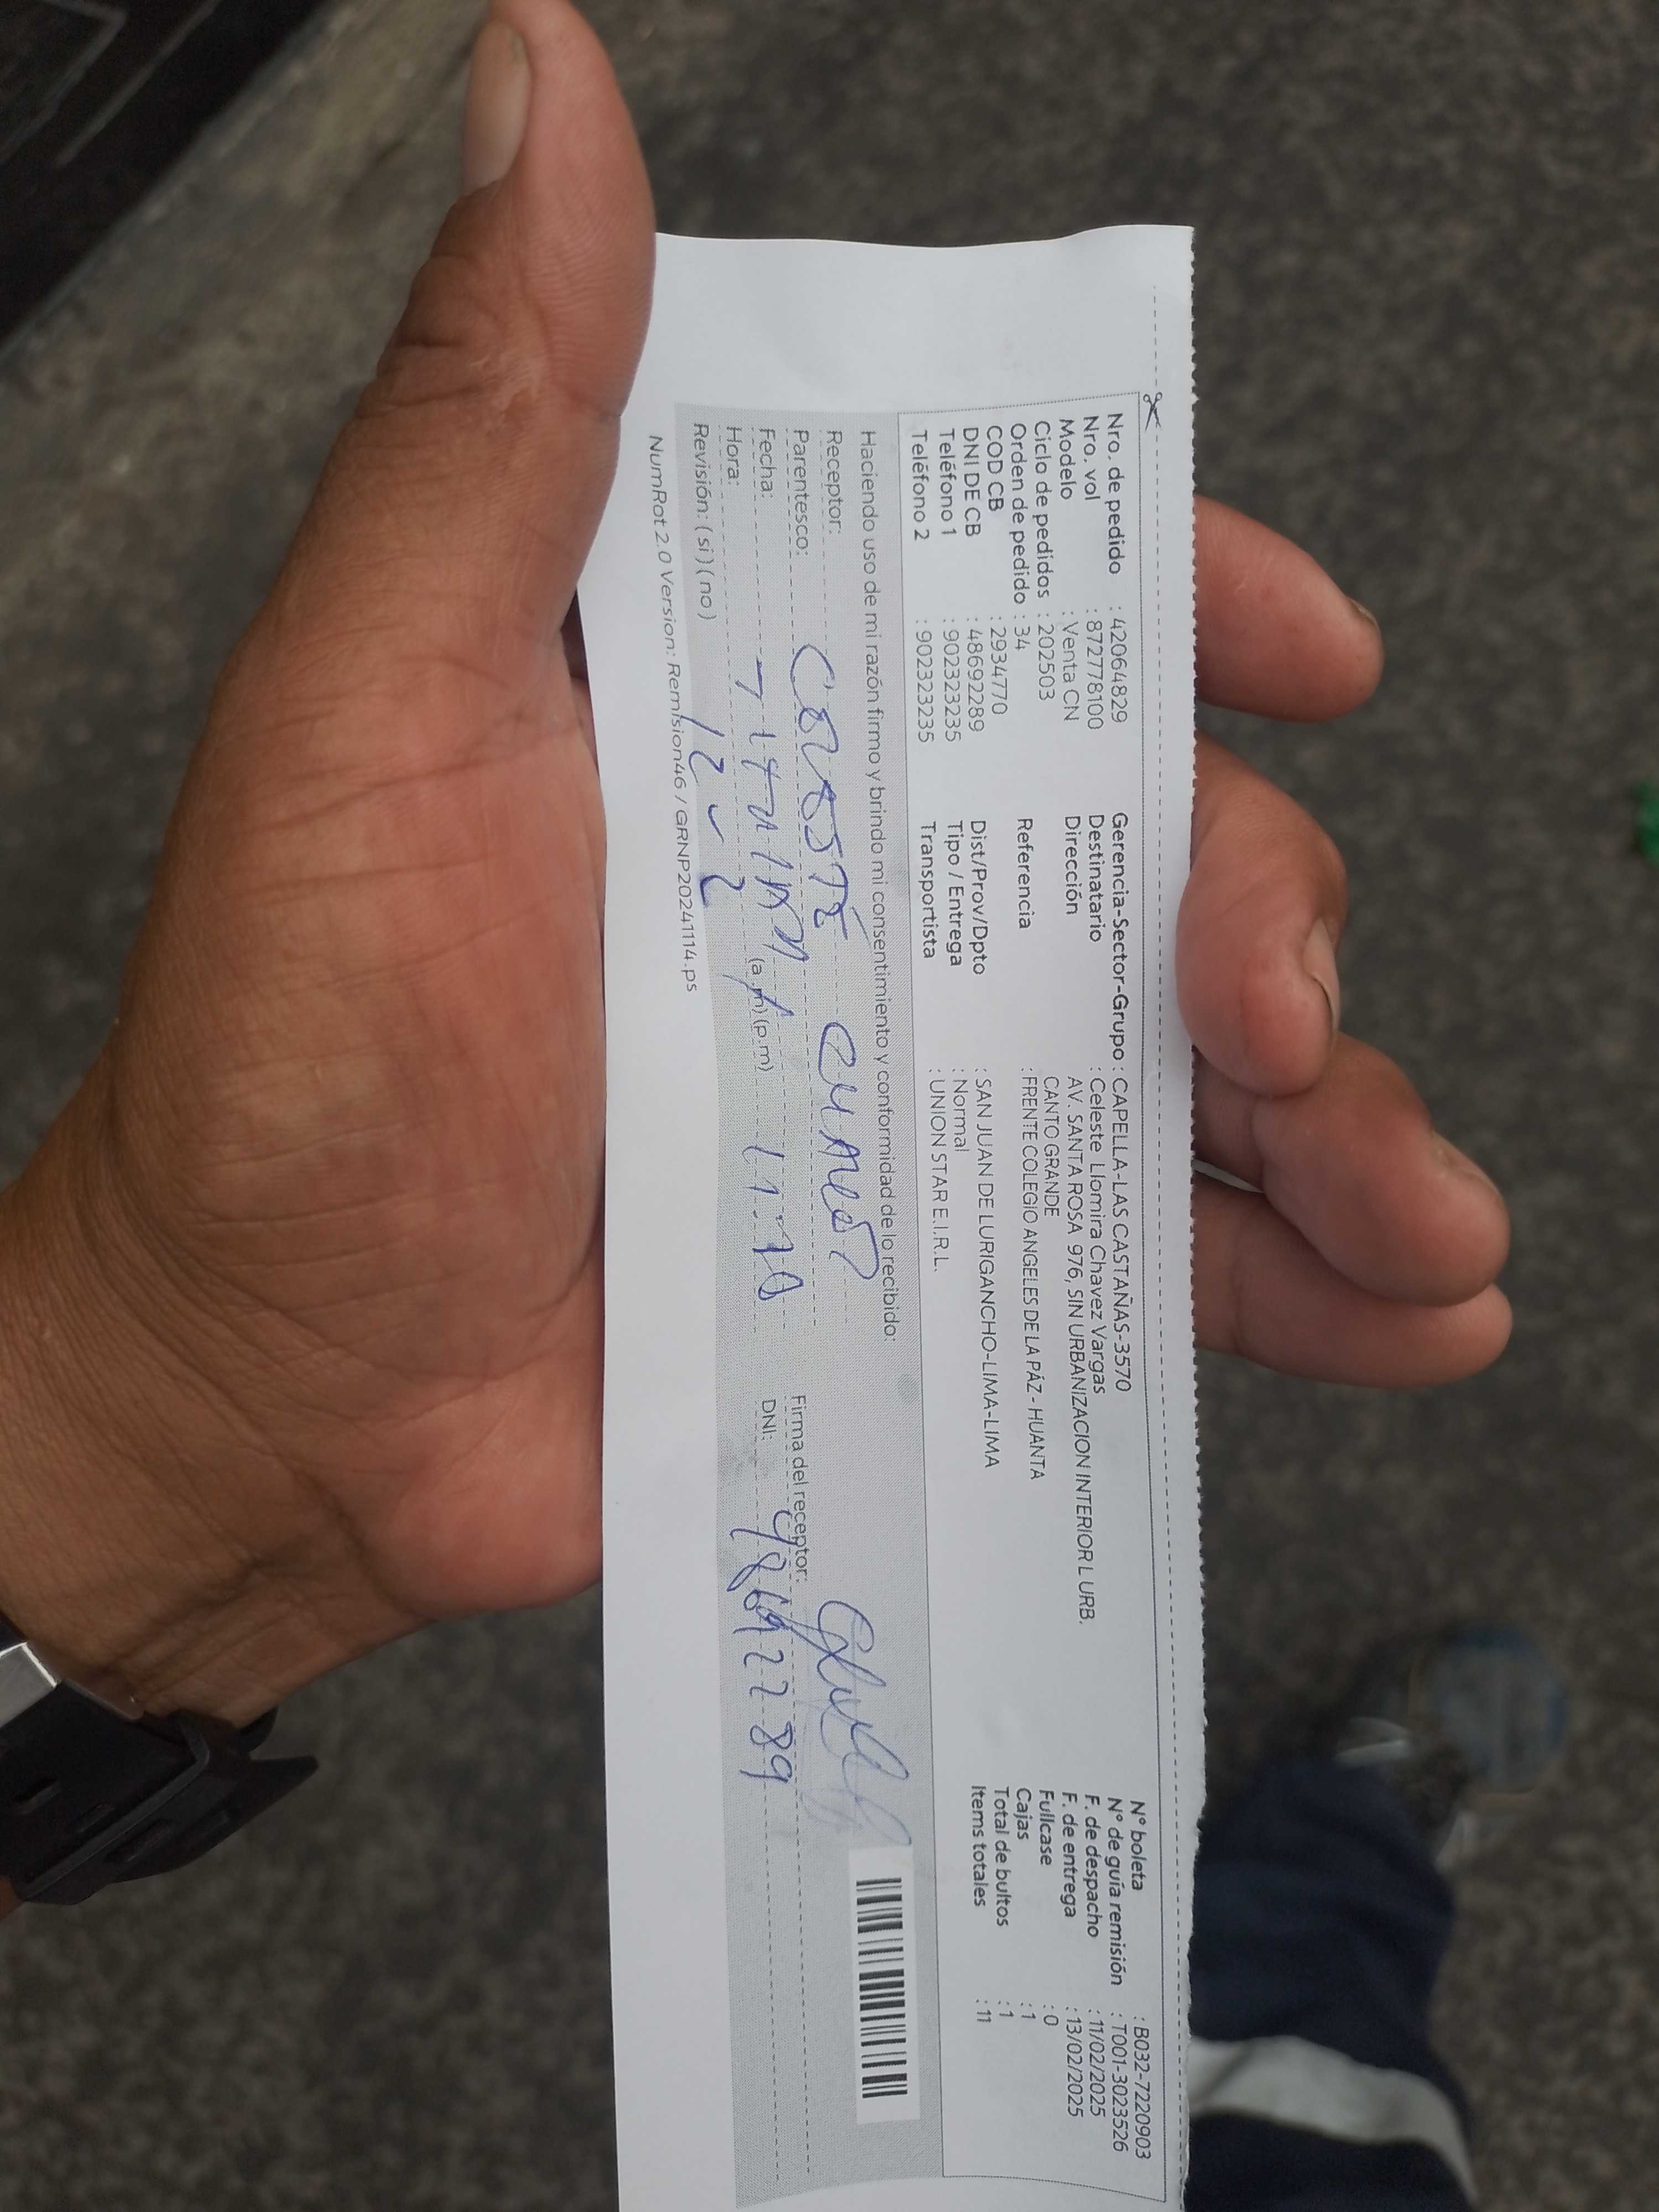 Nro. de pedido : 42064829
Nro. vol : 872778100
Modelo : Venta CN
Ciclo de pedidos : 202503
Orden de pedido : 34
COD CB : 2934770
DNI DE CB : 48692289
Teléfono 1 : 902323235
Teléfono 2 : 902323235
Gerencia-Sector-Grupo : CAPELLA-LAS CASTAÑAS-3570
Destinatario : Celeste Llomira Chavez Vargas
Dirección AV. SANTA ROSA 976, SIN URBANIZACION INTERIOR L URB.
CANTO GRANDE
Referencia : FRENTE COLEGIO ANGELES DE LA PÁZ - HUANTA
Dist/Prov/Dpto : SAN JUAN DE LURIGANCHO-LIMA-LIMA
Tipo / Entrega : Normal
Transportista : UNION STAR E.I.R.L.
N° boleta : B032-7220903
N° de guía remisión : T001-3023526
F. de despacho : 11/02/2025
F. de entrega : 13/02/2025
Fullcase : 0
Cajas : 1
Total de bultos : 1
Items totales : 11
Haciendo uso de mi razón firmo y brindo mi consentimiento y conformidad de lo recibido:
Receptor:
Parentesco:
Fecha:
Hora: (a.m) (p.m)
Revisión: (si) (no)
Firma del receptor:
DNI: 48692289
NumRot 2.0 Version: Remision46 / GRNP20241114.ps